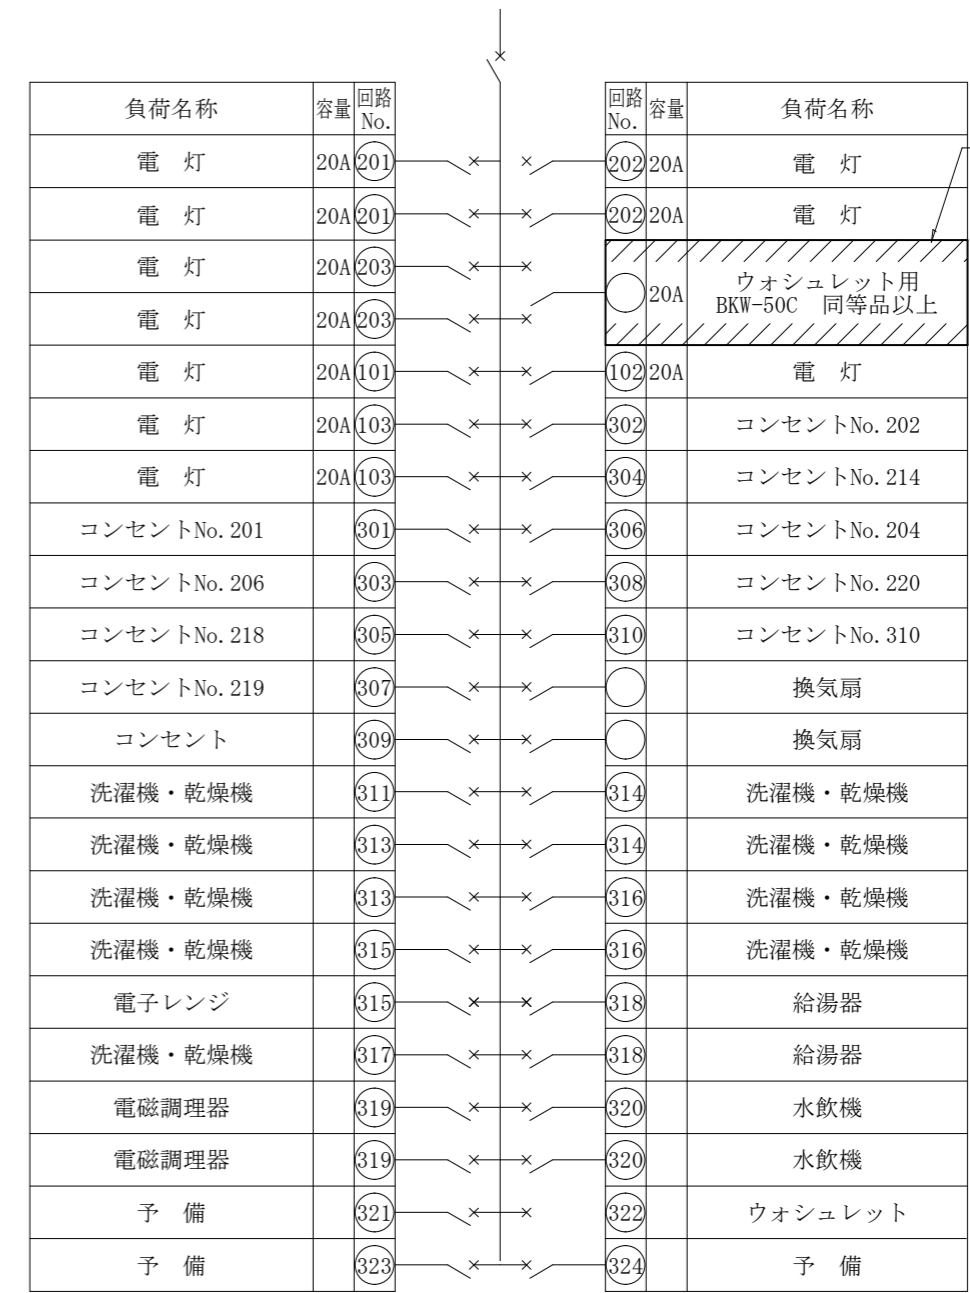 負荷名称 容量 回路No. 回路No. 容量 負荷名称
電 灯 20A 201 202 20A 電 灯
電 灯 20A 201 202 20A 電 灯
電 灯 20A 203
20A ウォシュレット用
BKW-50C 同等品以上
電 灯 20A 203
電 灯 20A 101 102 20A 電 灯
電 灯 20A 103 302 コンセントNo.202
電 灯 20A 103 304 コンセントNo.214
コンセントNo.201 301 306 コンセントNo.204
コンセントNo.206 303 308 コンセントNo.220
コンセントNo.218 305 310 コンセントNo.310
コンセントNo.219 307 換気扇
コンセント 309 換気扇
洗濯機・乾燥機 311 314 洗濯機・乾燥機
洗濯機・乾燥機 313 314 洗濯機・乾燥機
洗濯機・乾燥機 313 316 洗濯機・乾燥機
洗濯機・乾燥機 315 316 洗濯機・乾燥機
電子レンジ 315 318 給湯器
洗濯機・乾燥機 317 318 給湯器
電磁調理器 319 320 水飲機
電磁調理器 319 320 水飲機
予 備 321 322 ウォシュレット
予 備 323 324 予 備